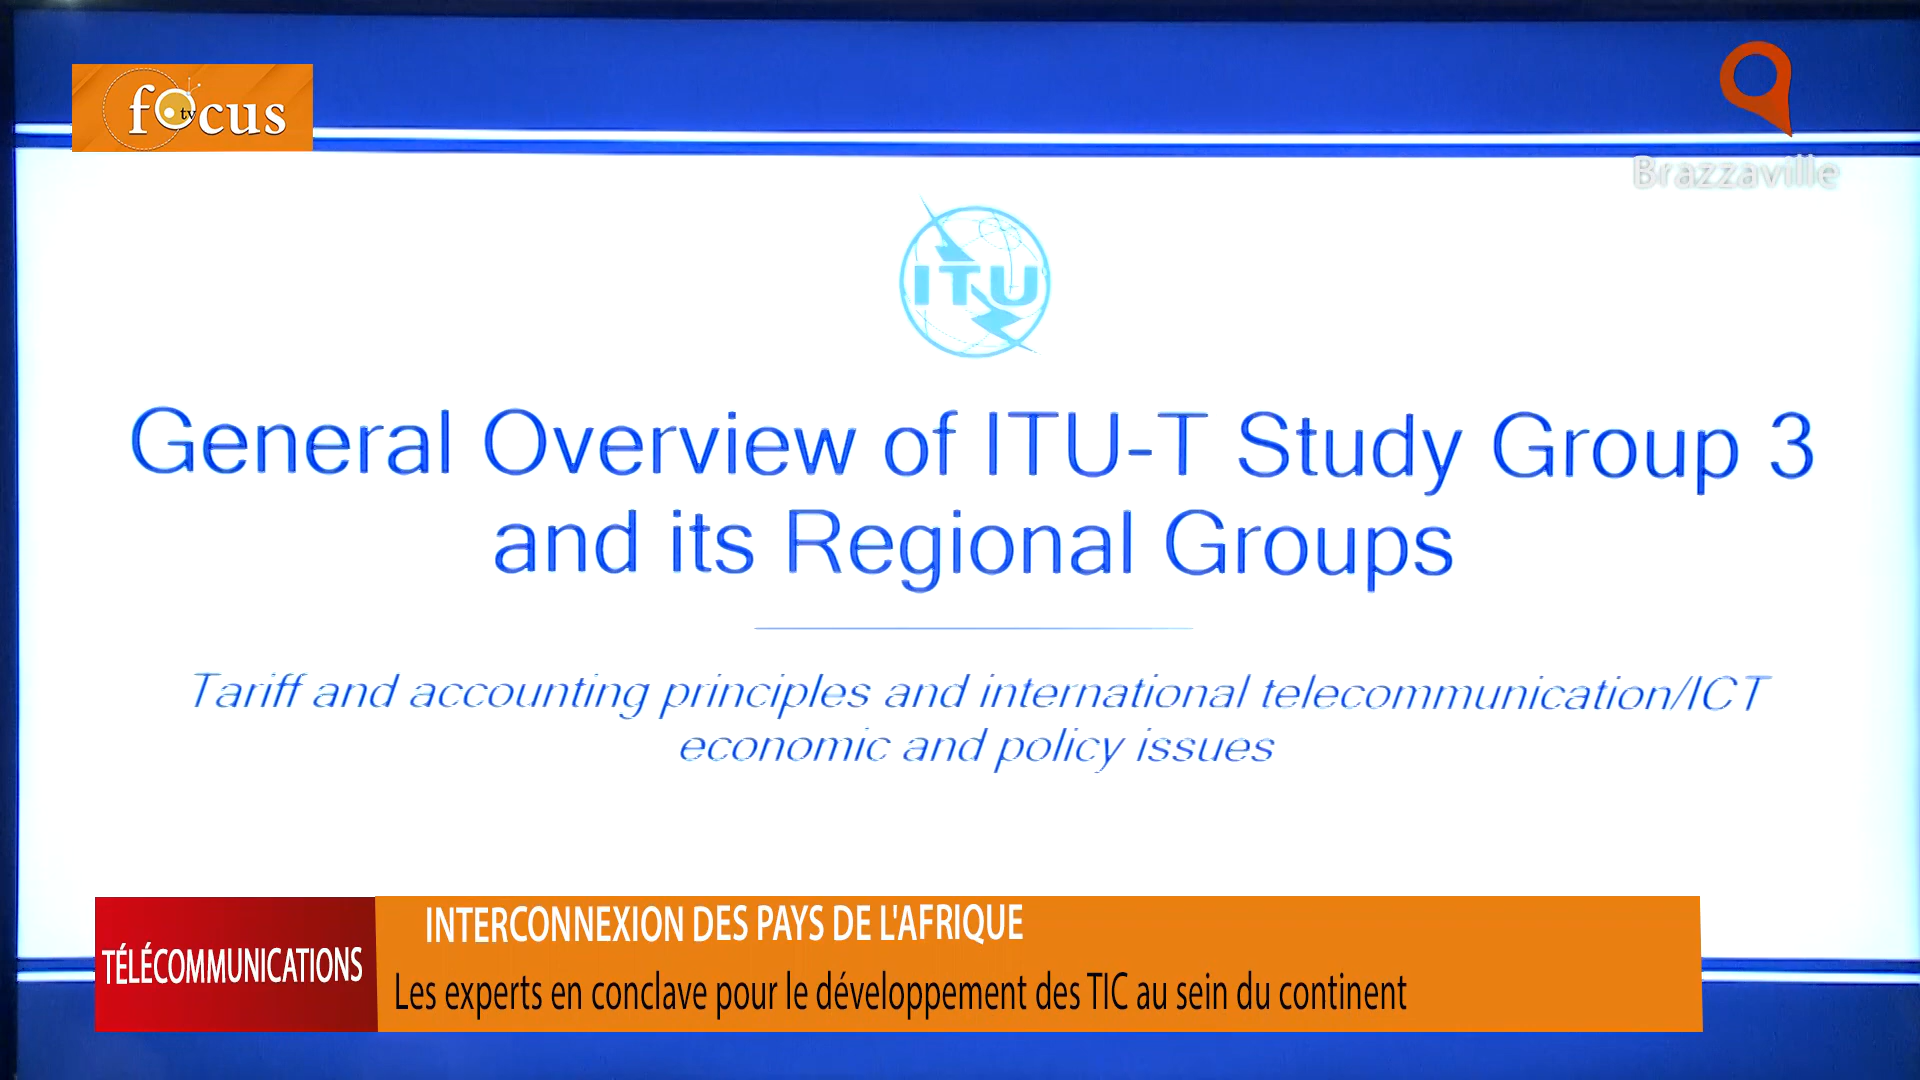 focus
tv
Brazzaville
ITU
General Overview of ITU-T Study Group 3
and its Regional Groups
Tariff and accounting principles and international telecommunication/ICT
economic and policy issues
TÉLÉCOMMUNICATIONS
INTERCONNEXION DES PAYS DE L'AFRIQUE
Les experts en conclave pour le développement des TIC au sein du continent